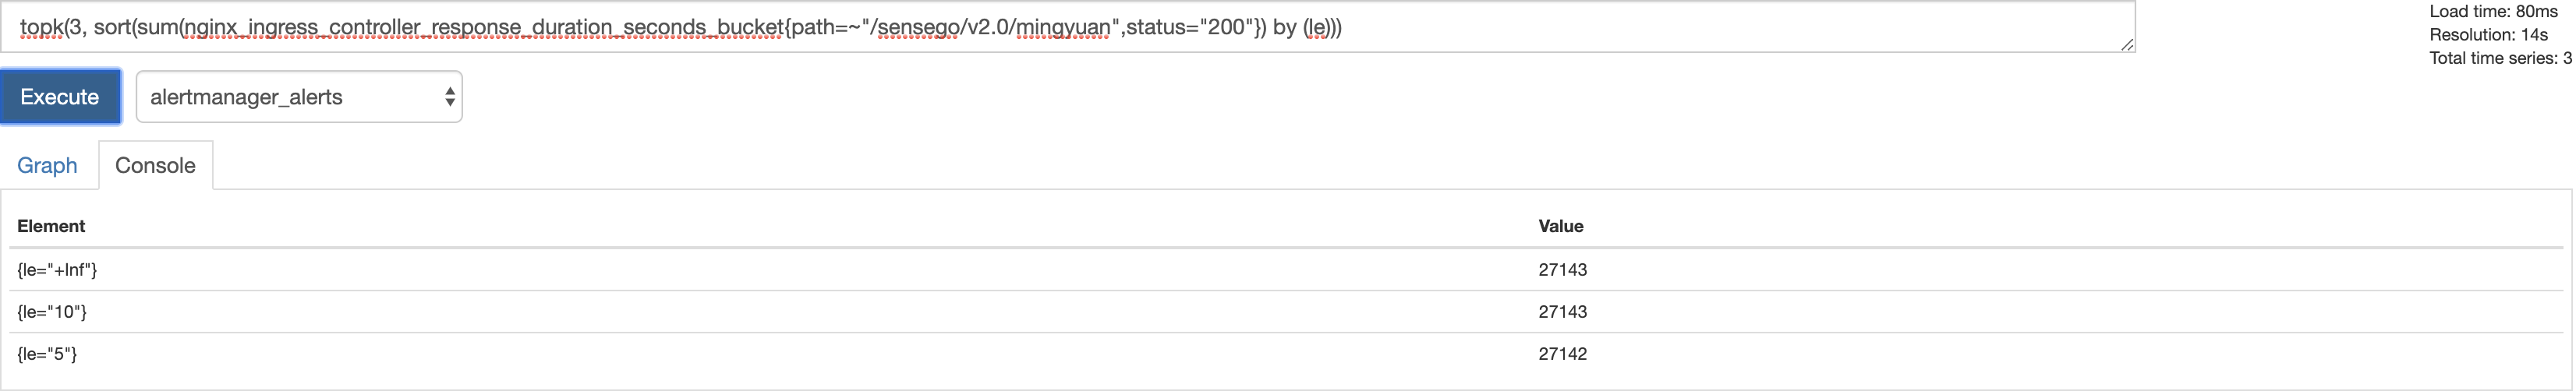 topk(3, sort(sum(nginx_ingress_controller_response_duration_seconds_bucket{path=~"/sensego/v2.0/mingyuan",status="200"}) by (le)))
Load time: 80ms
Resolution: 14s
Total time series: 3
Execute
alertmanager_alerts
Graph
Console
Element Value
{le="+Inf"} 27143
{le="10"} 27143
{le="5"} 27142